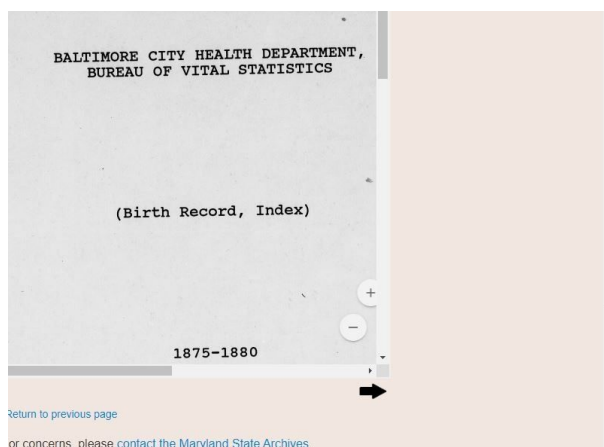 BALTIMORE CITY HEALTH DEPARTMENT,
BUREAU OF VITAL STATISTICS
(Birth Record, Index)
1875-1880
Return to previous page
or concerns, please contact the Maryland State Archives